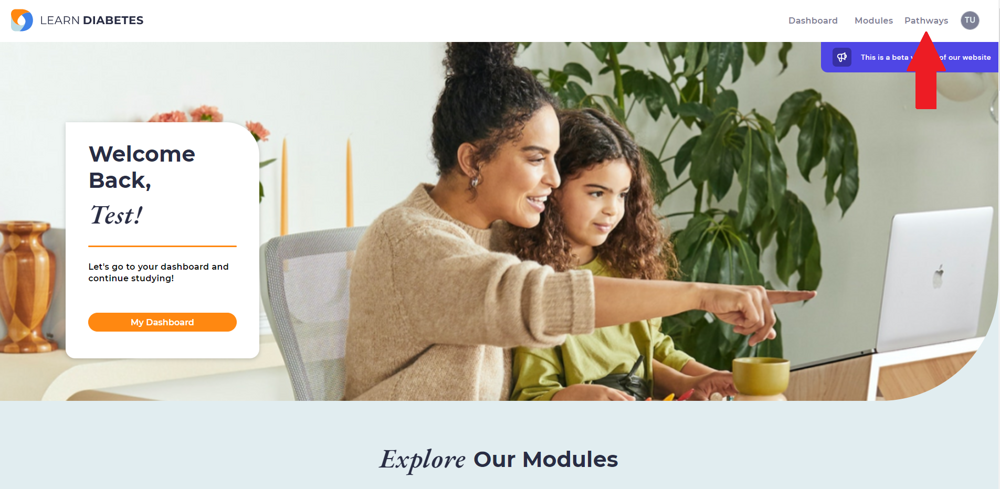 LEARN DIABETES
Dashboard Modules Pathways TU
This is a beta of our website
Welcome
Back,
Test!
Let's go to your dashboard and
continue studying!
My Dashboard
Explore Our Modules